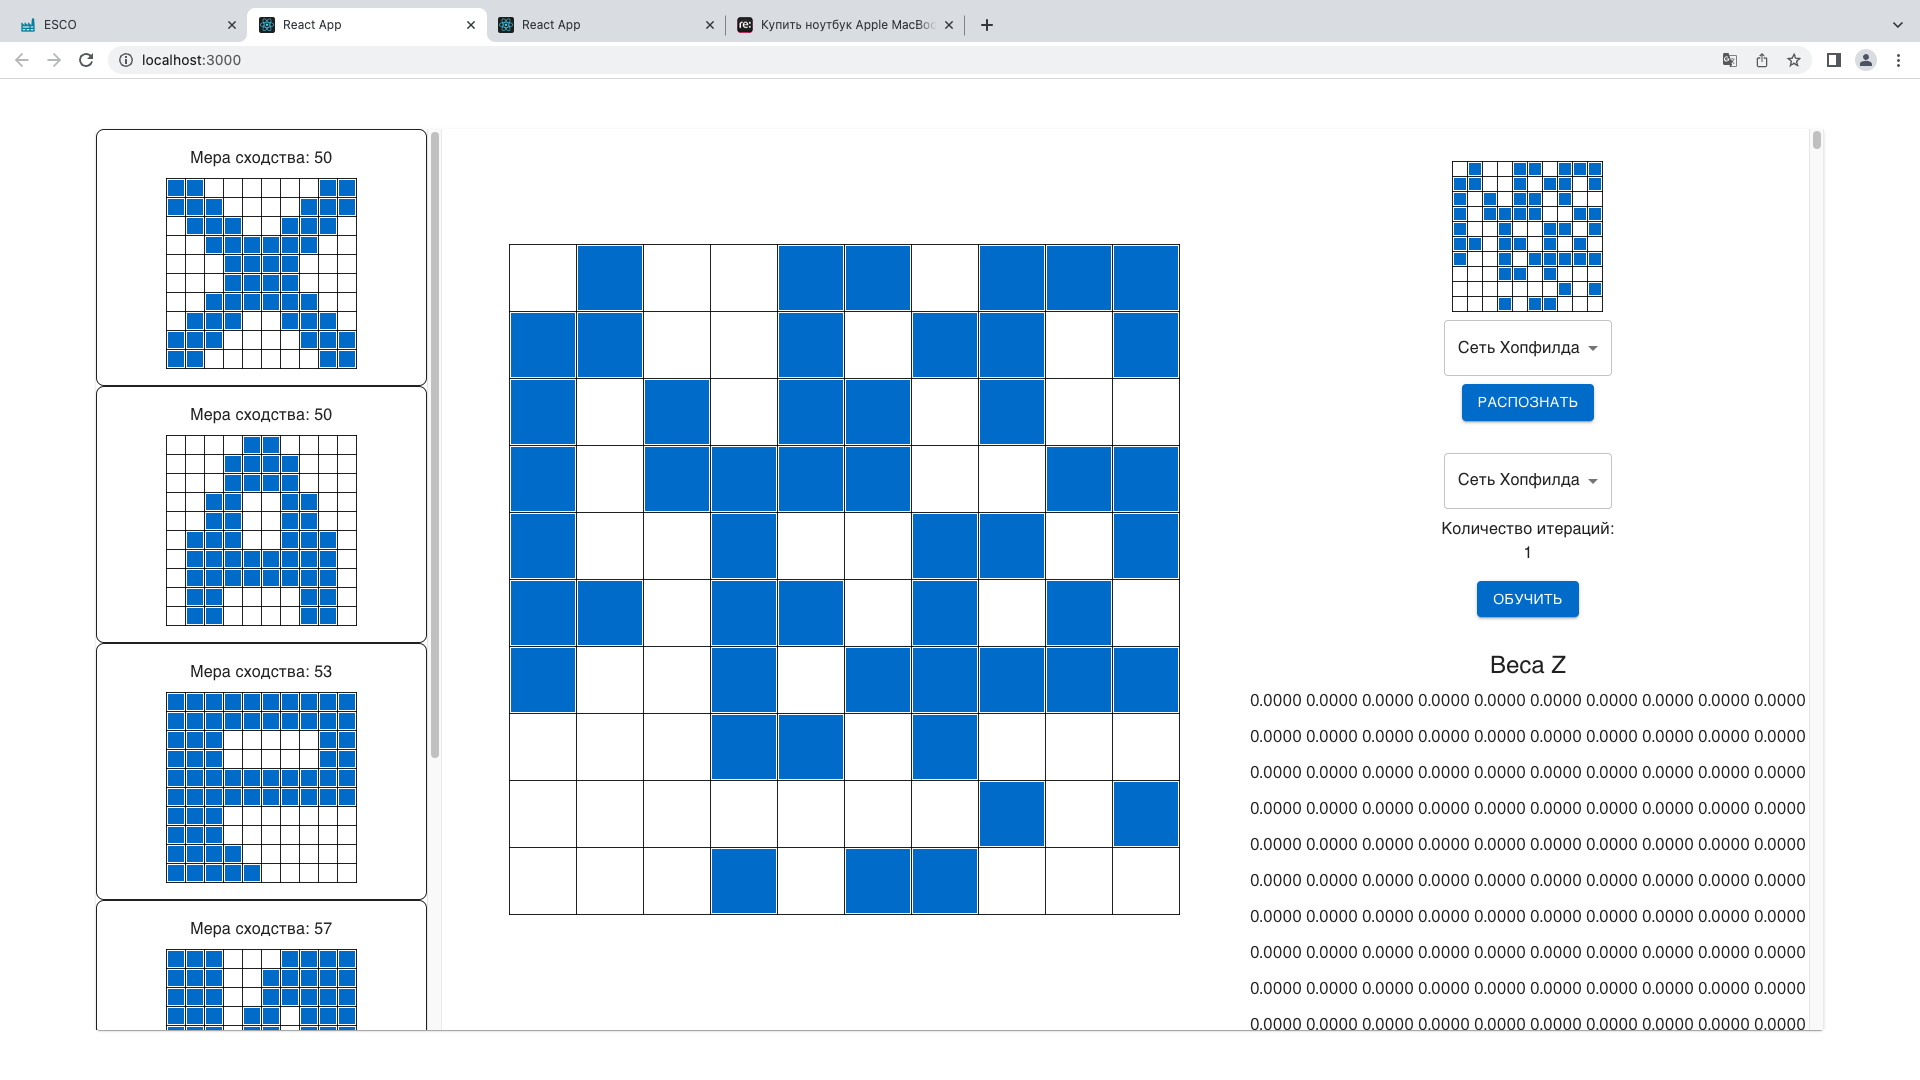 ESCO
React App
React App
Купить ноутбук Apple MacBoo
localhost:3000
Мера сходства: 50
Мера сходства: 50
Мера сходства: 53
Мера сходства: 57
Сеть Хопфилда
РАСПОЗНАТЬ
Сеть Хопфилда
Количество итераций:
1
ОБУЧИТЬ
Веса Z
0.0000 0.0000 0.0000 0.0000 0.0000 0.0000 0.0000 0.0000 0.0000 0.0000
0.0000 0.0000 0.0000 0.0000 0.0000 0.0000 0.0000 0.0000 0.0000 0.0000
0.0000 0.0000 0.0000 0.0000 0.0000 0.0000 0.0000 0.0000 0.0000 0.0000
0.0000 0.0000 0.0000 0.0000 0.0000 0.0000 0.0000 0.0000 0.0000 0.0000
0.0000 0.0000 0.0000 0.0000 0.0000 0.0000 0.0000 0.0000 0.0000 0.0000
0.0000 0.0000 0.0000 0.0000 0.0000 0.0000 0.0000 0.0000 0.0000 0.0000
0.0000 0.0000 0.0000 0.0000 0.0000 0.0000 0.0000 0.0000 0.0000 0.0000
0.0000 0.0000 0.0000 0.0000 0.0000 0.0000 0.0000 0.0000 0.0000 0.0000
0.0000 0.0000 0.0000 0.0000 0.0000 0.0000 0.0000 0.0000 0.0000 0.0000
0.0000 0.0000 0.0000 0.0000 0.0000 0.0000 0.0000 0.0000 0.0000 0.0000